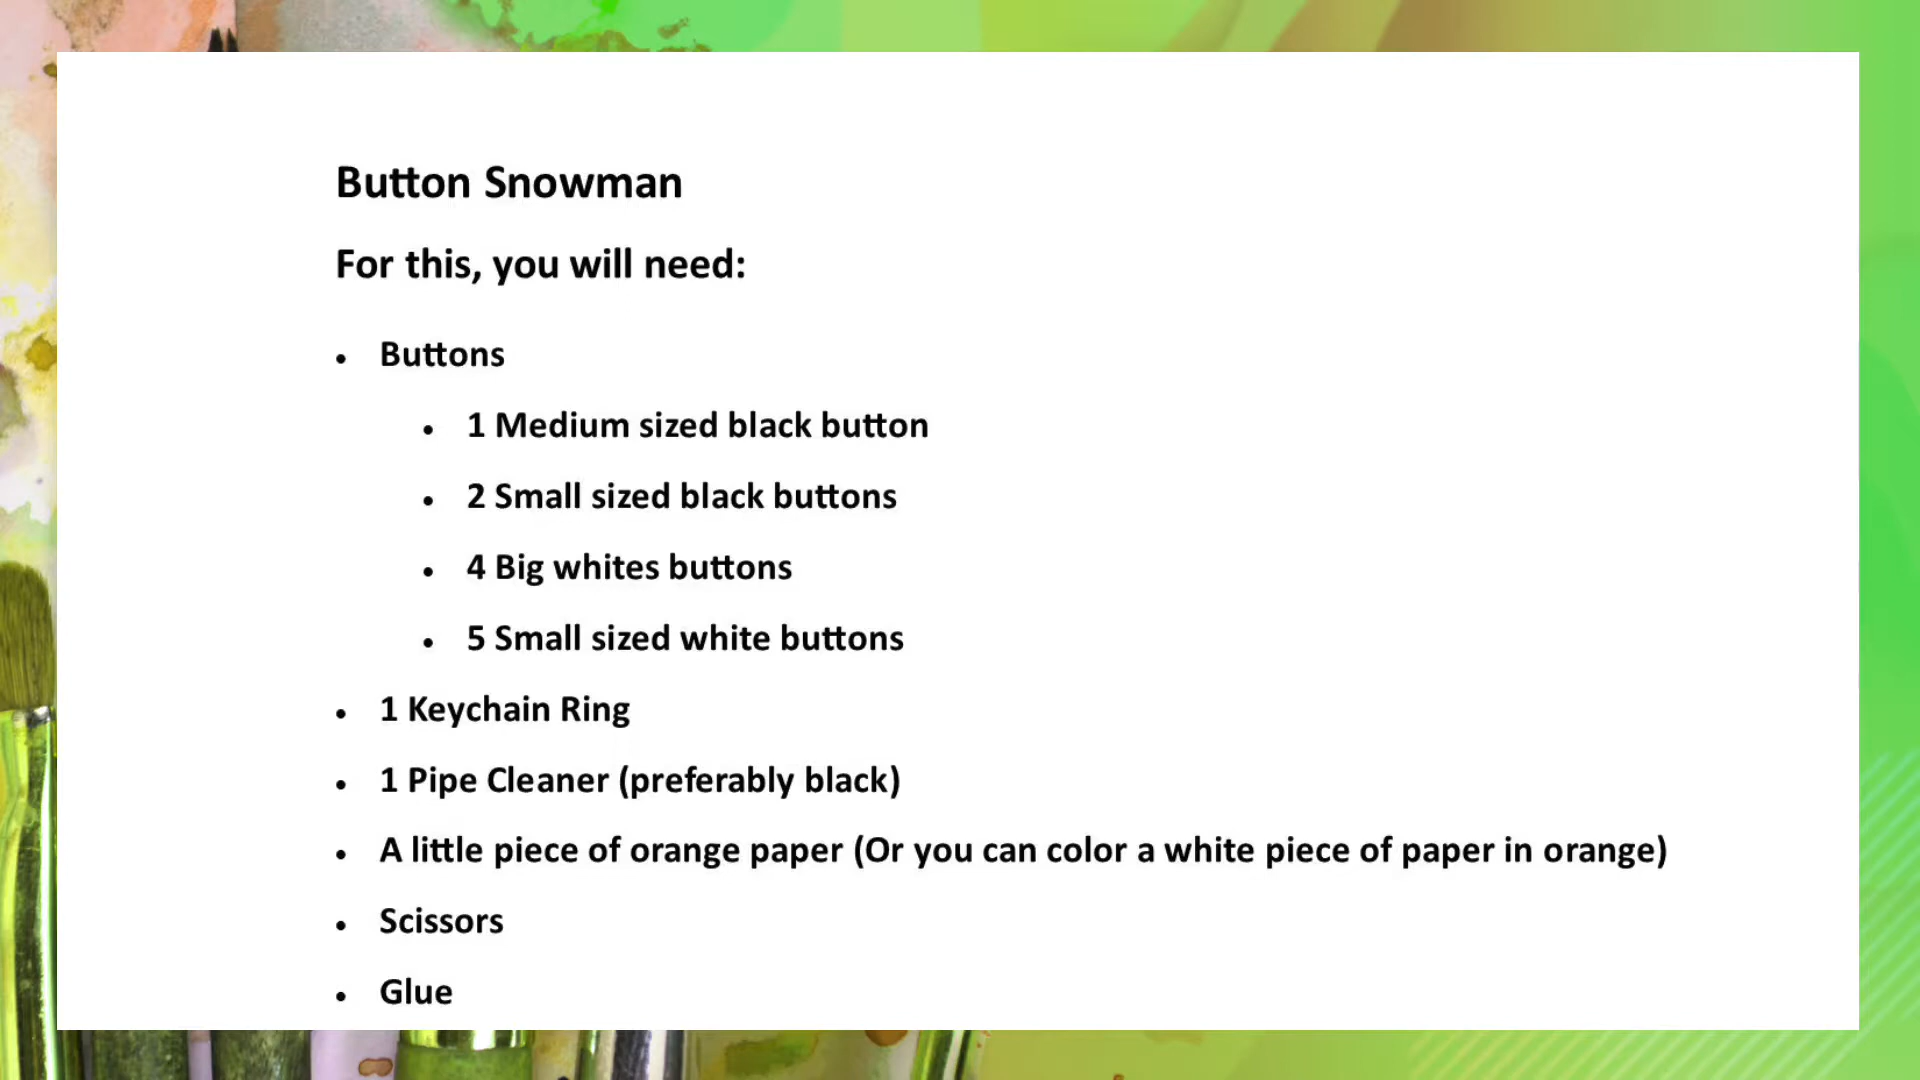 Button Snowman
For this, you will need:
• Buttons
• 1 Medium sized black button
• 2 Small sized black buttons
• 4 Big whites buttons
• 5 Small sized white buttons
• 1 Keychain Ring
• 1 Pipe Cleaner (preferably black)
• A little piece of orange paper (Or you can color a white piece of paper in orange)
• Scissors
• Glue